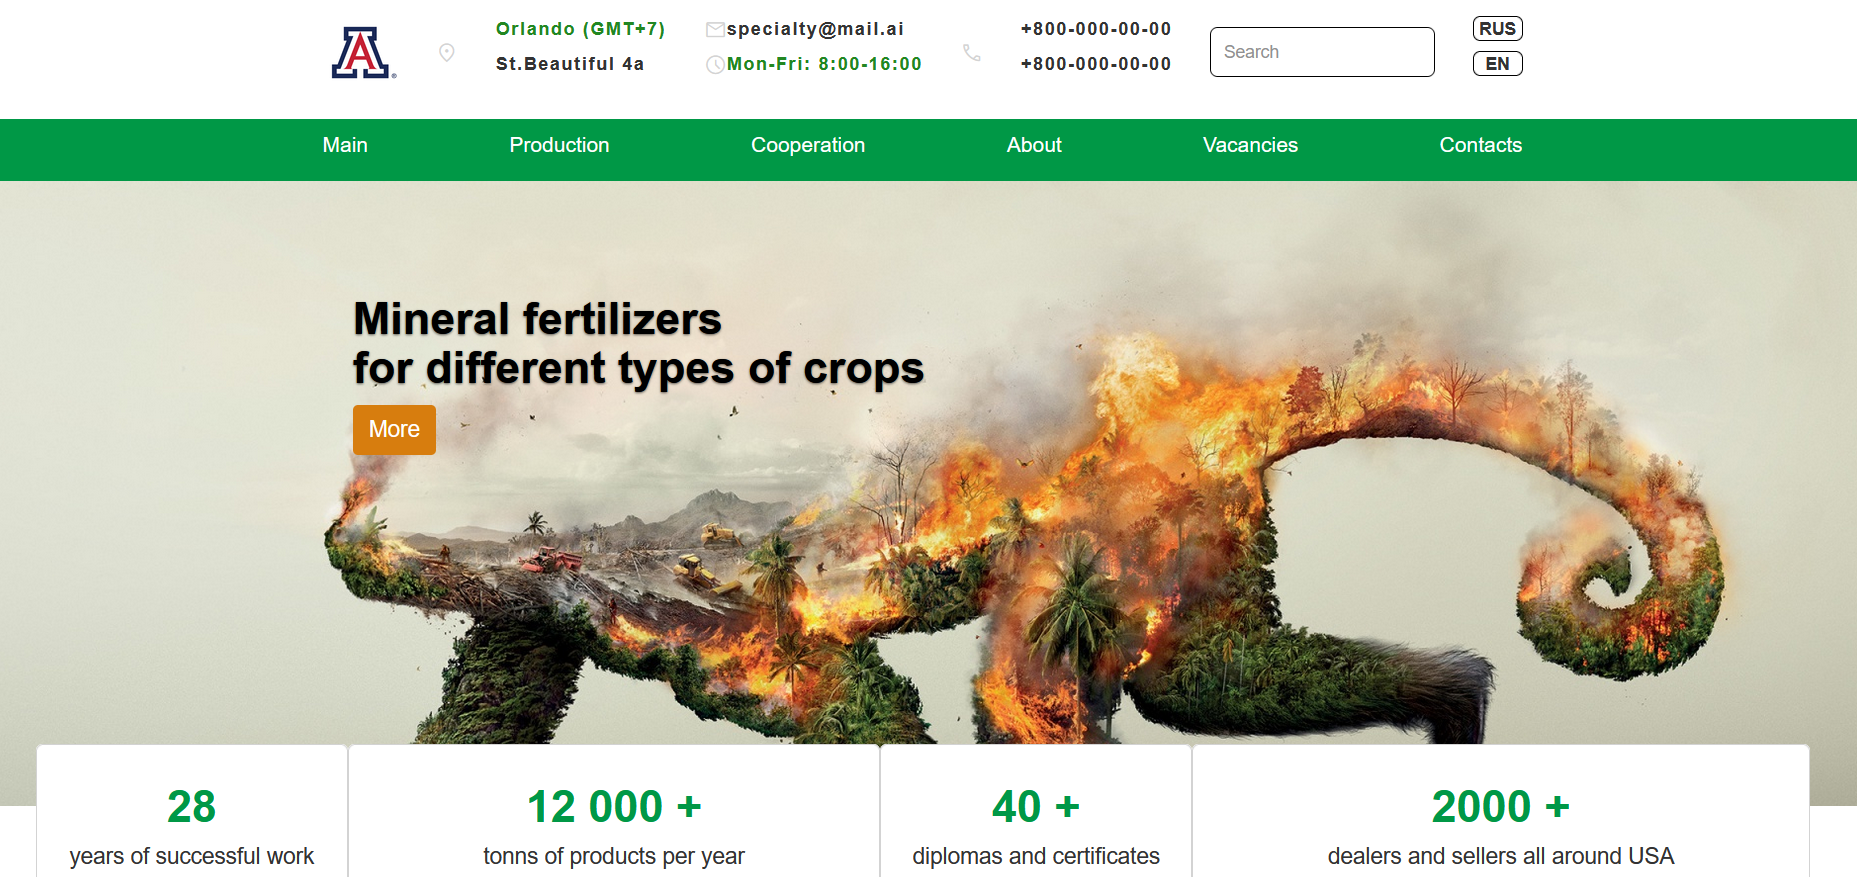 A
Orlando (GMT+7)
St.Beautiful 4a
specialty@mail.ai
Mon-Fri: 8:00-16:00
+800-000-00-00
+800-000-00-00
Search
RUS
EN
Main
Production
Cooperation
About
Vacancies
Contacts
Mineral fertilizers
for different types of crops
More
28
years of successful work
12 000 +
tonns of products per year
40 +
diplomas and certificates
2000 +
dealers and sellers all around USA